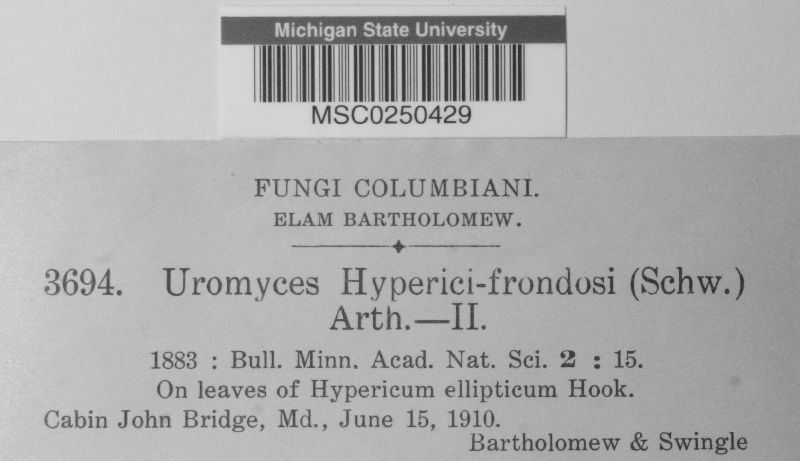 Michigan State University
MSC0250429
FUNGI COLUMBIANI.
ELAM BARTHOLOMEW.
3694. Uromyces Hyperici-frondosi (Schw.)
Arth.—II.
1883 : Bull. Minn. Acad. Nat. Sci. 2 : 15.
On leaves of Hypericum ellipticum Hook.
Cabin John Bridge, Md., June 15, 1910.
Bartholomew & Swingle